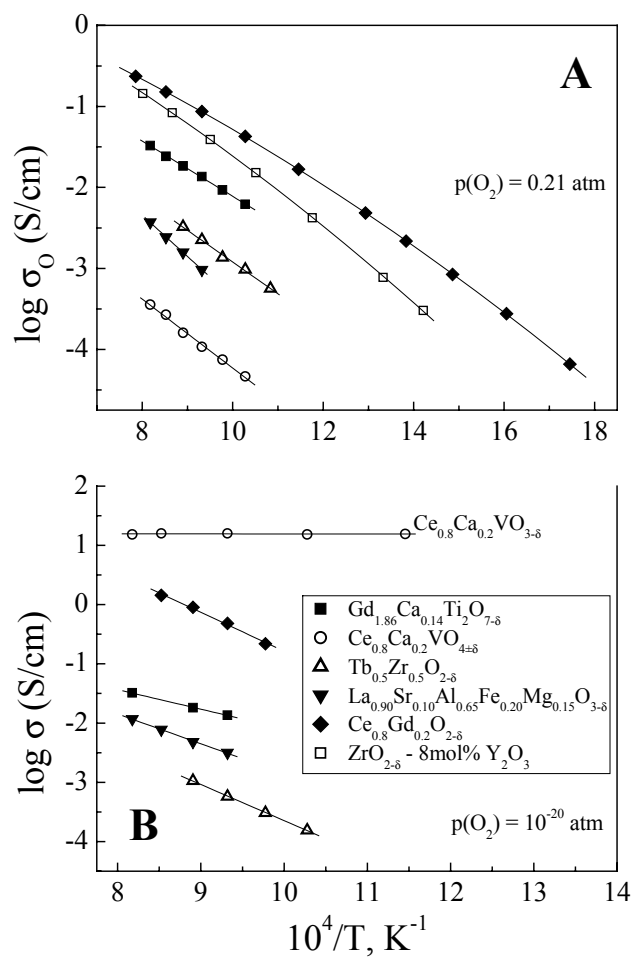 0
-1
-2
-3
-4
A
p(O₂) = 0.21 atm
log σ_O (S/cm)
8 10 12 14 16 18
B
2
1
0
-1
-2
-3
-4
Ce₀.₈Ca₀.₂VO₃₋δ
Gd₁.₈₆Ca₀.₁₄Ti₂O₇₋δ
Ce₀.₈Ca₀.₂VO₄±δ
Tb₀.₅Zr₀.₅O₂₋δ
La₀.₉₀Sr₀.₁₀Al₀.₆₅Fe₀.₂₀Mg₀.₁₅O₃₋δ
Ce₀.₈Gd₀.₂O₂₋δ
ZrO₂₋δ - 8mol% Y₂O₃
p(O₂) = 10⁻²⁰ atm
log σ (S/cm)
8 9 10 11 12 13 14
10⁴/T, K⁻¹